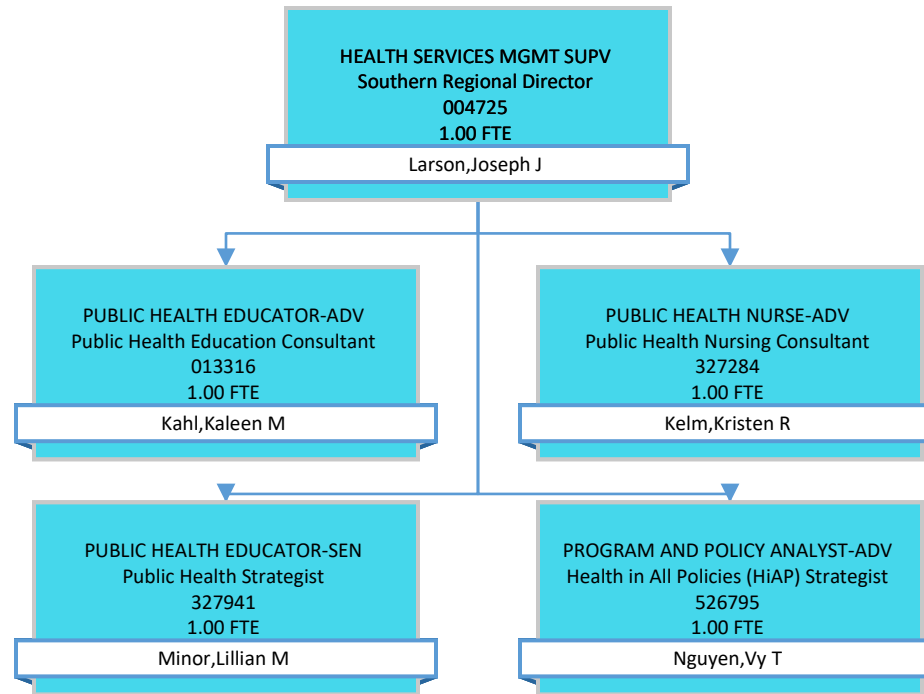 HEALTH SERVICES MGMT SUPV
Southern Regional Director
004725
1.00 FTE
Larson,Joseph J
PUBLIC HEALTH EDUCATOR-ADV
Public Health Education Consultant
013316
1.00 FTE
Kahl,Kaleen M
PUBLIC HEALTH NURSE-ADV
Public Health Nursing Consultant
327284
1.00 FTE
Kelm,Kristen R
PUBLIC HEALTH EDUCATOR-SEN
Public Health Strategist
327941
1.00 FTE
Minor,Lillian M
PROGRAM AND POLICY ANALYST-ADV
Health in All Policies (HiAP) Strategist
526795
1.00 FTE
Nguyen,Vy T